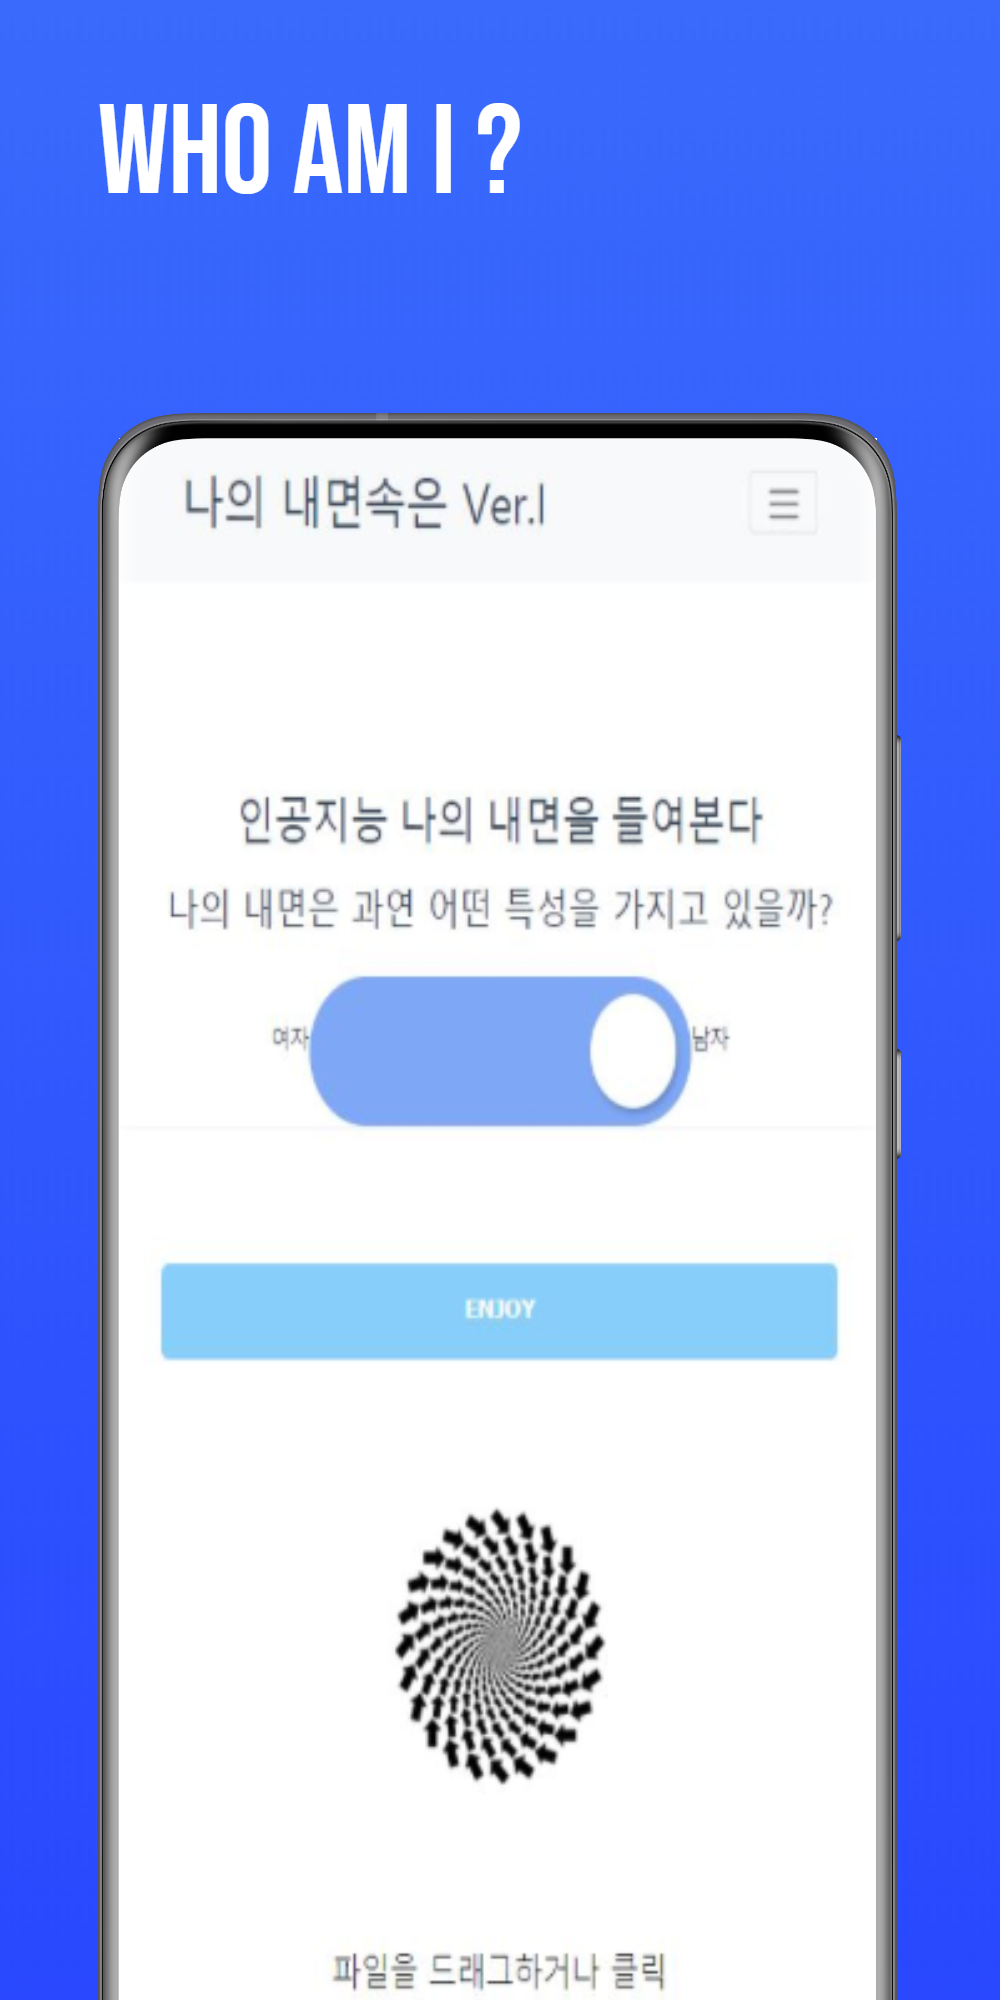 WHO AM I ?
나의 내면속은 Ver.I
인공지능 나의 내면을 들여본다
나의 내면은 과연 어떤 특성을 가지고 있을까?
여자
남자
ENJOY
파일을 드래그하거나 클릭